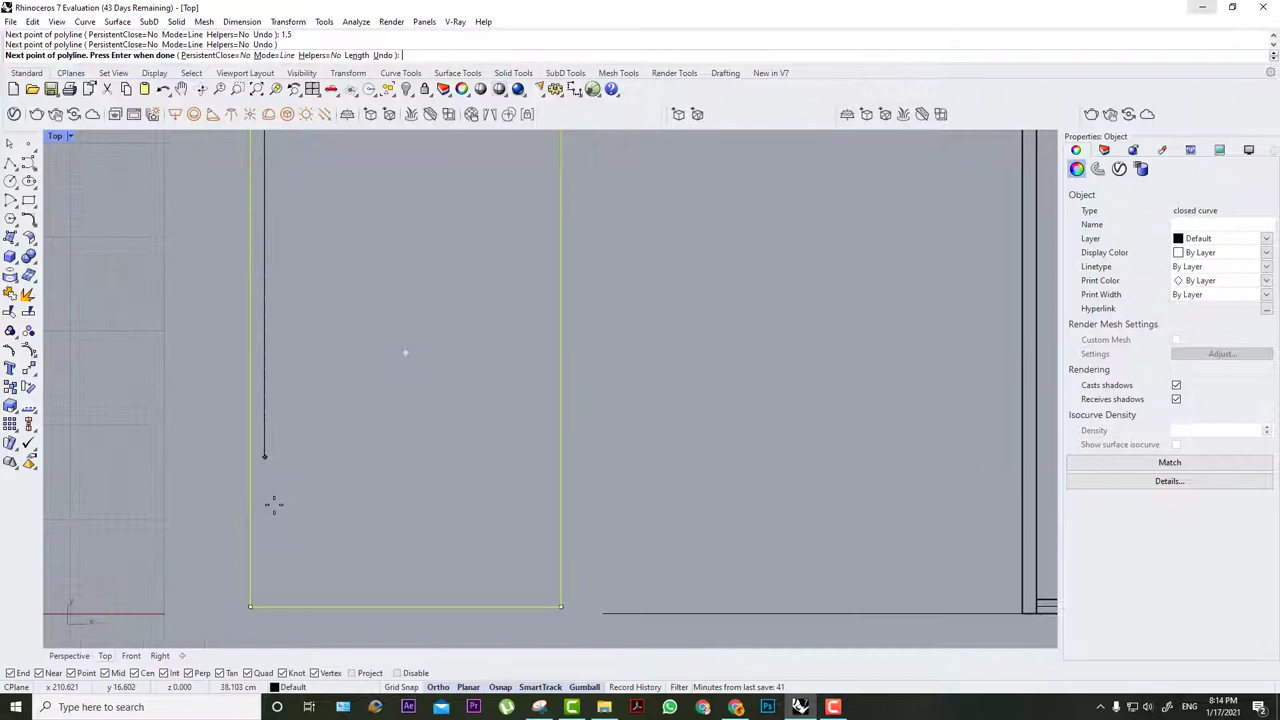 Rhinoceros 7 Evaluation (43 Days Remaining) - [Top]
File Edit View Curve Surface SubD Solid Mesh Dimension Transform Tools Analyze Render Panels V-Ray Help
Next point of polyline ( PersistentClose=No Mode=Line Helpers=No Undo ): 1.5
Next point of polyline ( PersistentClose=No Mode=Line Helpers=No Undo )
Next point of polyline. Press Enter when done ( PersistentClose=No Mode=Line Helpers=No Length Undo ):
Standard CPlanes Set View Display Select Viewport Layout Visibility Transform Curve Tools Surface Tools Solid Tools SubD Tools Mesh Tools Render Tools Drafting New in V7
Top
Properties: Object
Object
Type closed curve
Name
Layer Default
Display Color By Layer
Linetype By Layer
Print Color By Layer
Print Width By Layer
Hyperlink ...
Render Mesh Settings
Custom Mesh
Settings Adjust...
Rendering
Casts shadows
Receives shadows
Isocurve Density
Density
Show surface isocurve
Match
Details...
y
x
Perspective Top Front Right
End Near Point Mid Cen Int Perp Tan Quad Knot Vertex Project Disable
CPlane x 210.621 y 16.602 z 0.000 38.103 cm Default Grid Snap Ortho Planar Osnap SmartTrack Gumball Record History Filter Minutes from last save: 41
Type here to search
8:14 PM
1/17/2021